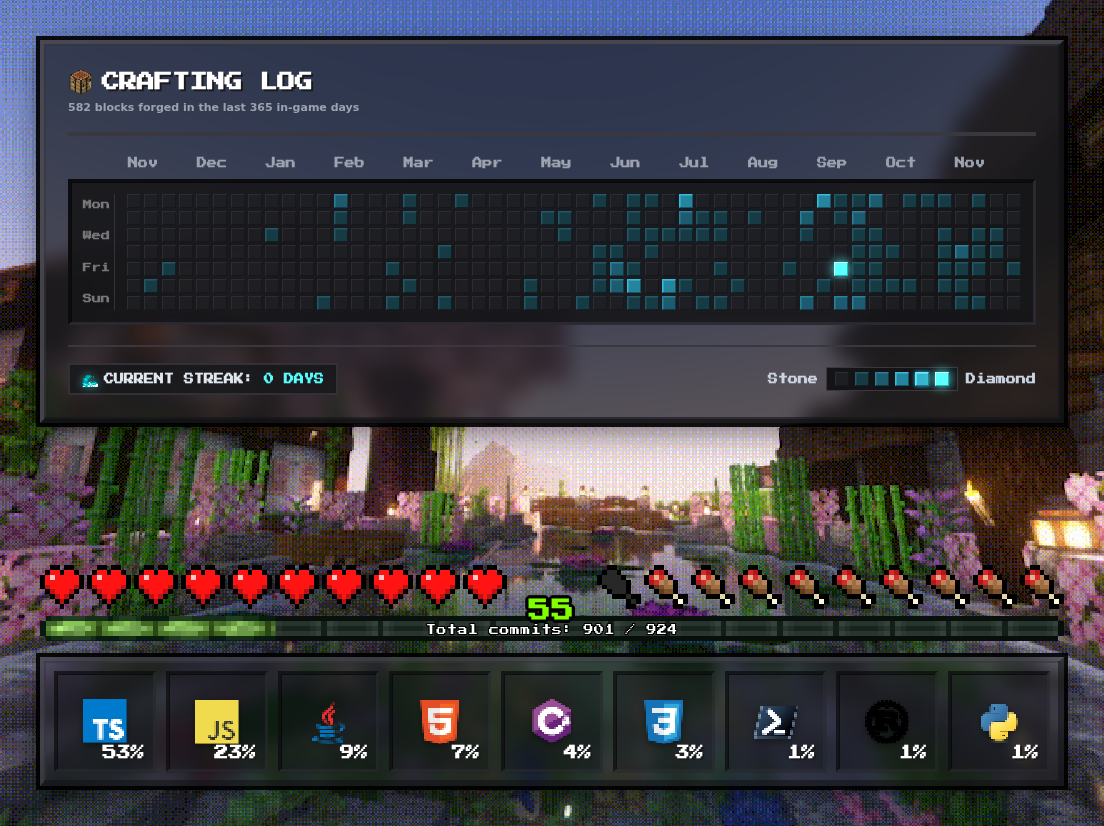 CRAFTING LOG
582 blocks forged in the last 365 in-game days
Nov Dec Jan Feb Mar Apr May Jun Jul Aug Sep Oct Nov
Mon
Wed
Fri
Sun
CURRENT STREAK: 0 DAYS
Stone Diamond
55
Total commits: 901 / 924
TS JS 5 C 3 R
53% 23% 9% 7% 4% 3% 1% 1% 1%